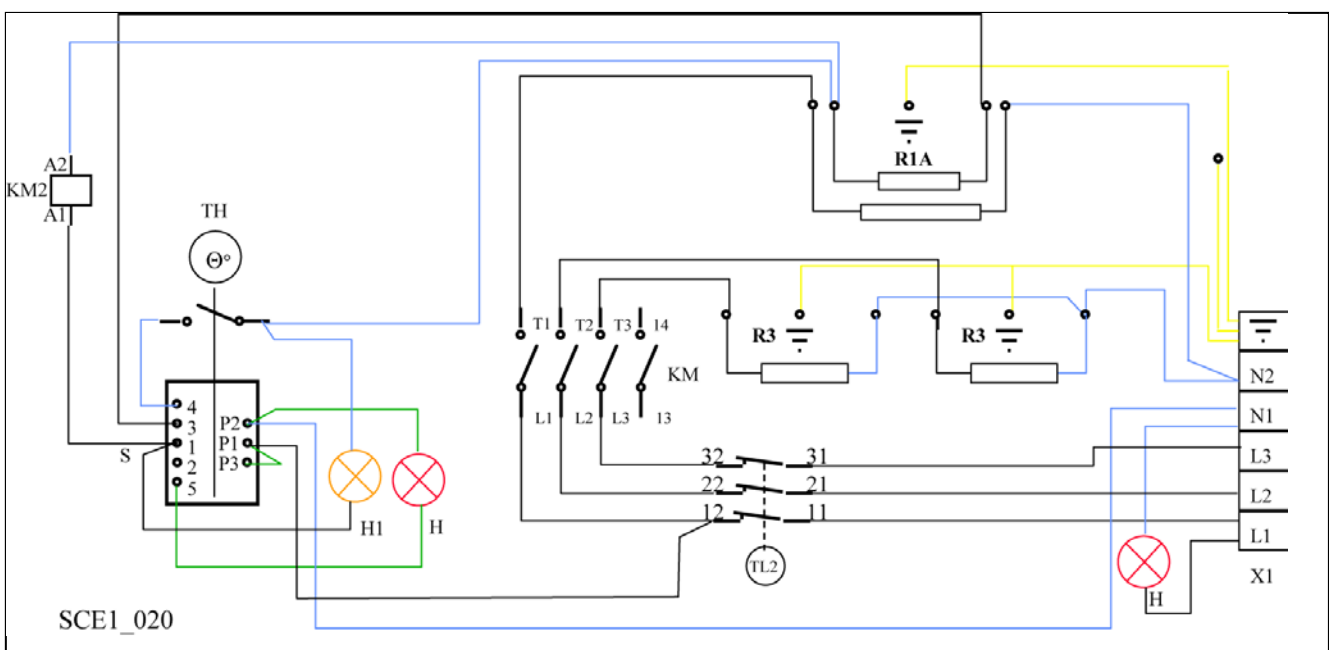 A2
KM2
A1
TH
Θ°
R1A
T1 T2 T3 14
KM
L1 L2 L3 13
R3 R3
4
3
1
2
5
P2
P1
P3
S
H1
H
32 31
22 21
12 11
TL2
N2
N1
L3
L2
L1
X1
H
SCE1_020